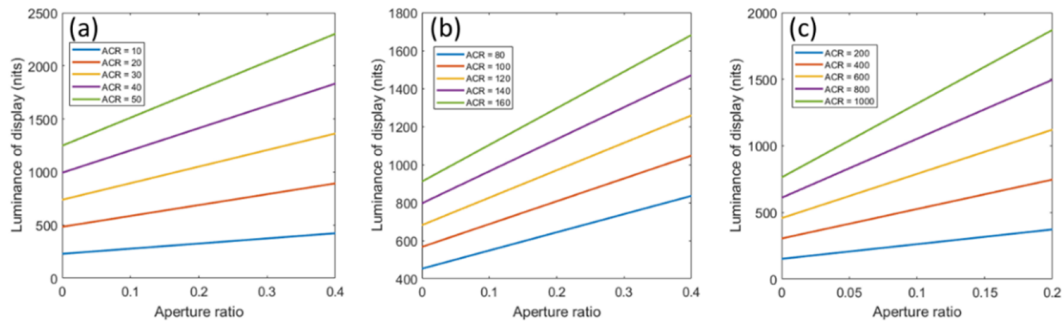 (a)
ACR = 10
ACR = 20
ACR = 30
ACR = 40
ACR = 50
2500
2000
1500
1000
500
0
0
0.1
0.2
0.3
0.4
Luminance of display (nits)
Aperture ratio
(b)
ACR = 80
ACR = 100
ACR = 120
ACR = 140
ACR = 160
1800
1600
1400
1200
1000
800
600
400
0
0.1
0.2
0.3
0.4
Luminance of display (nits)
Aperture ratio
(c)
ACR = 200
ACR = 400
ACR = 600
ACR = 800
ACR = 1000
2000
1500
1000
500
0
0
0.05
0.1
0.15
0.2
Luminance of display (nits)
Aperture ratio